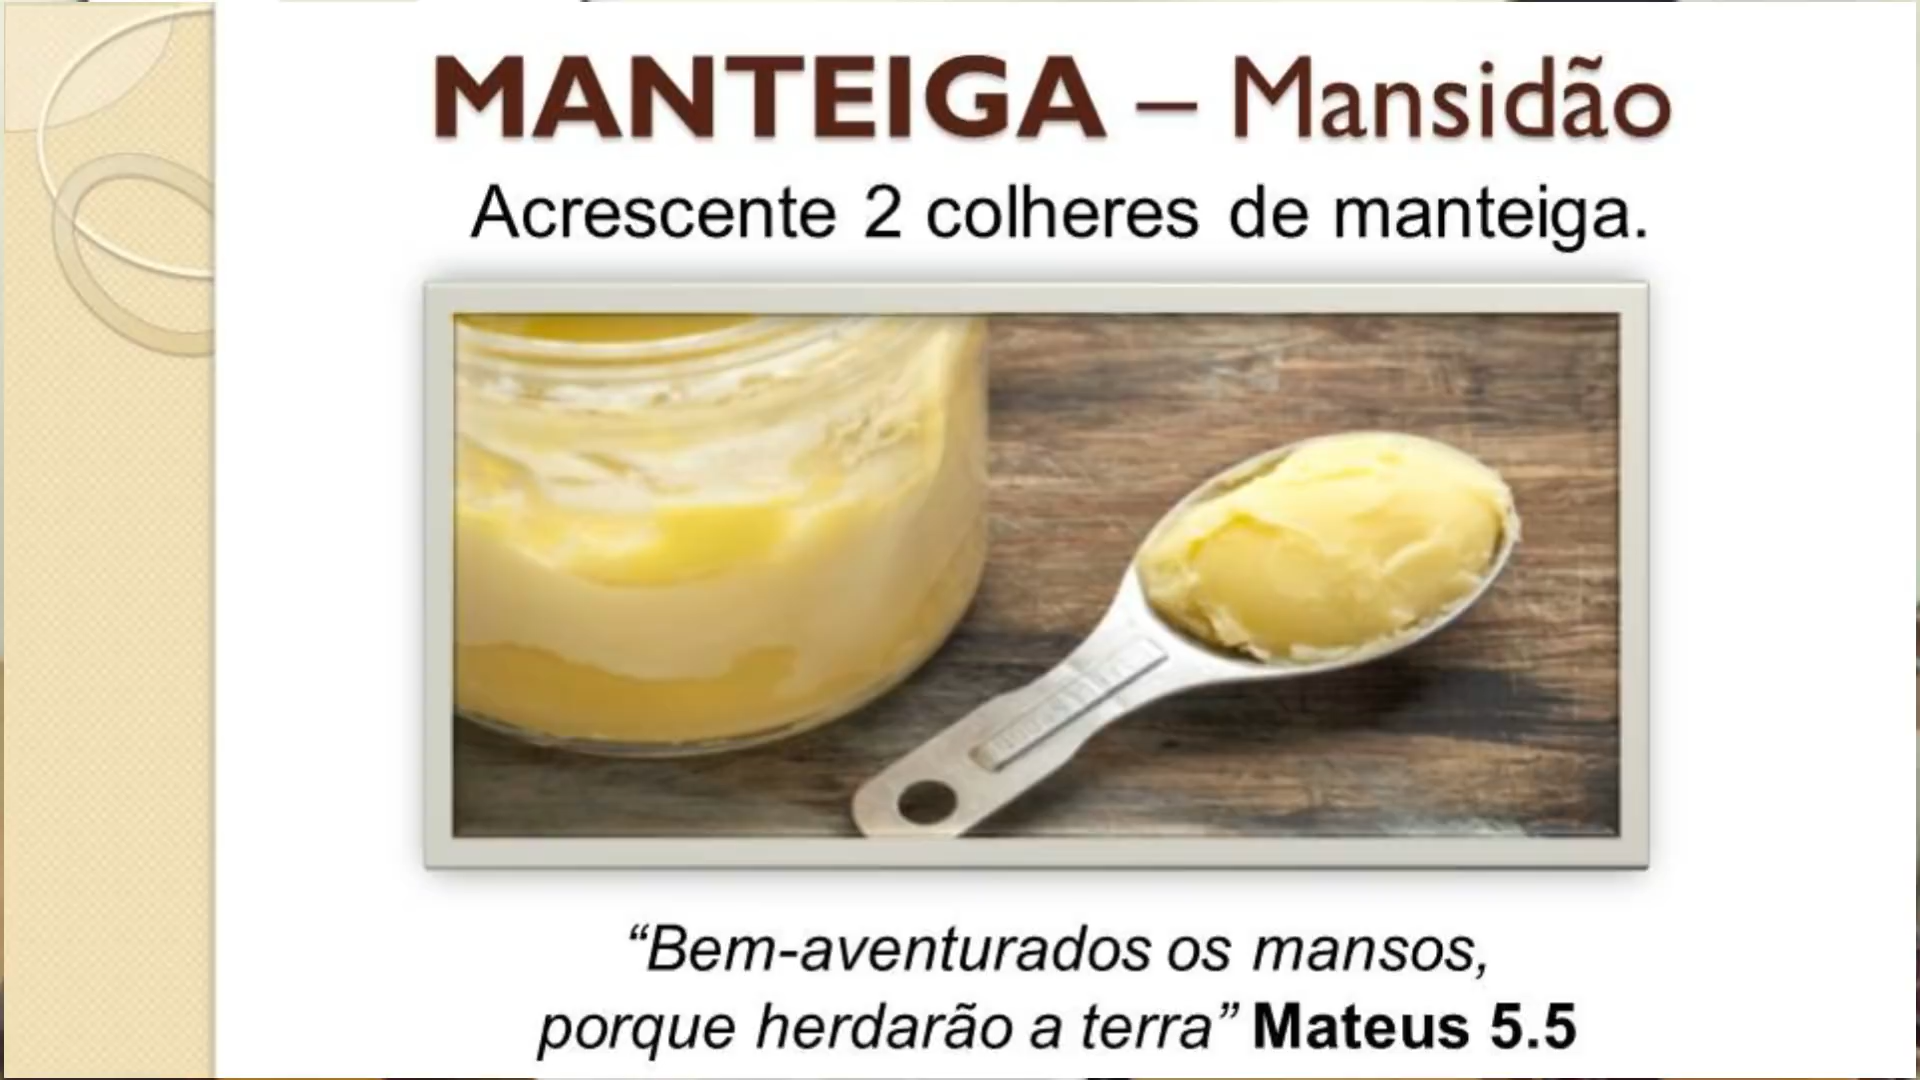 MANTEIGA – Mansidão
Acrescente 2 colheres de manteiga.
“Bem-aventurados os mansos,
porque herdarão a terra” Mateus 5.5